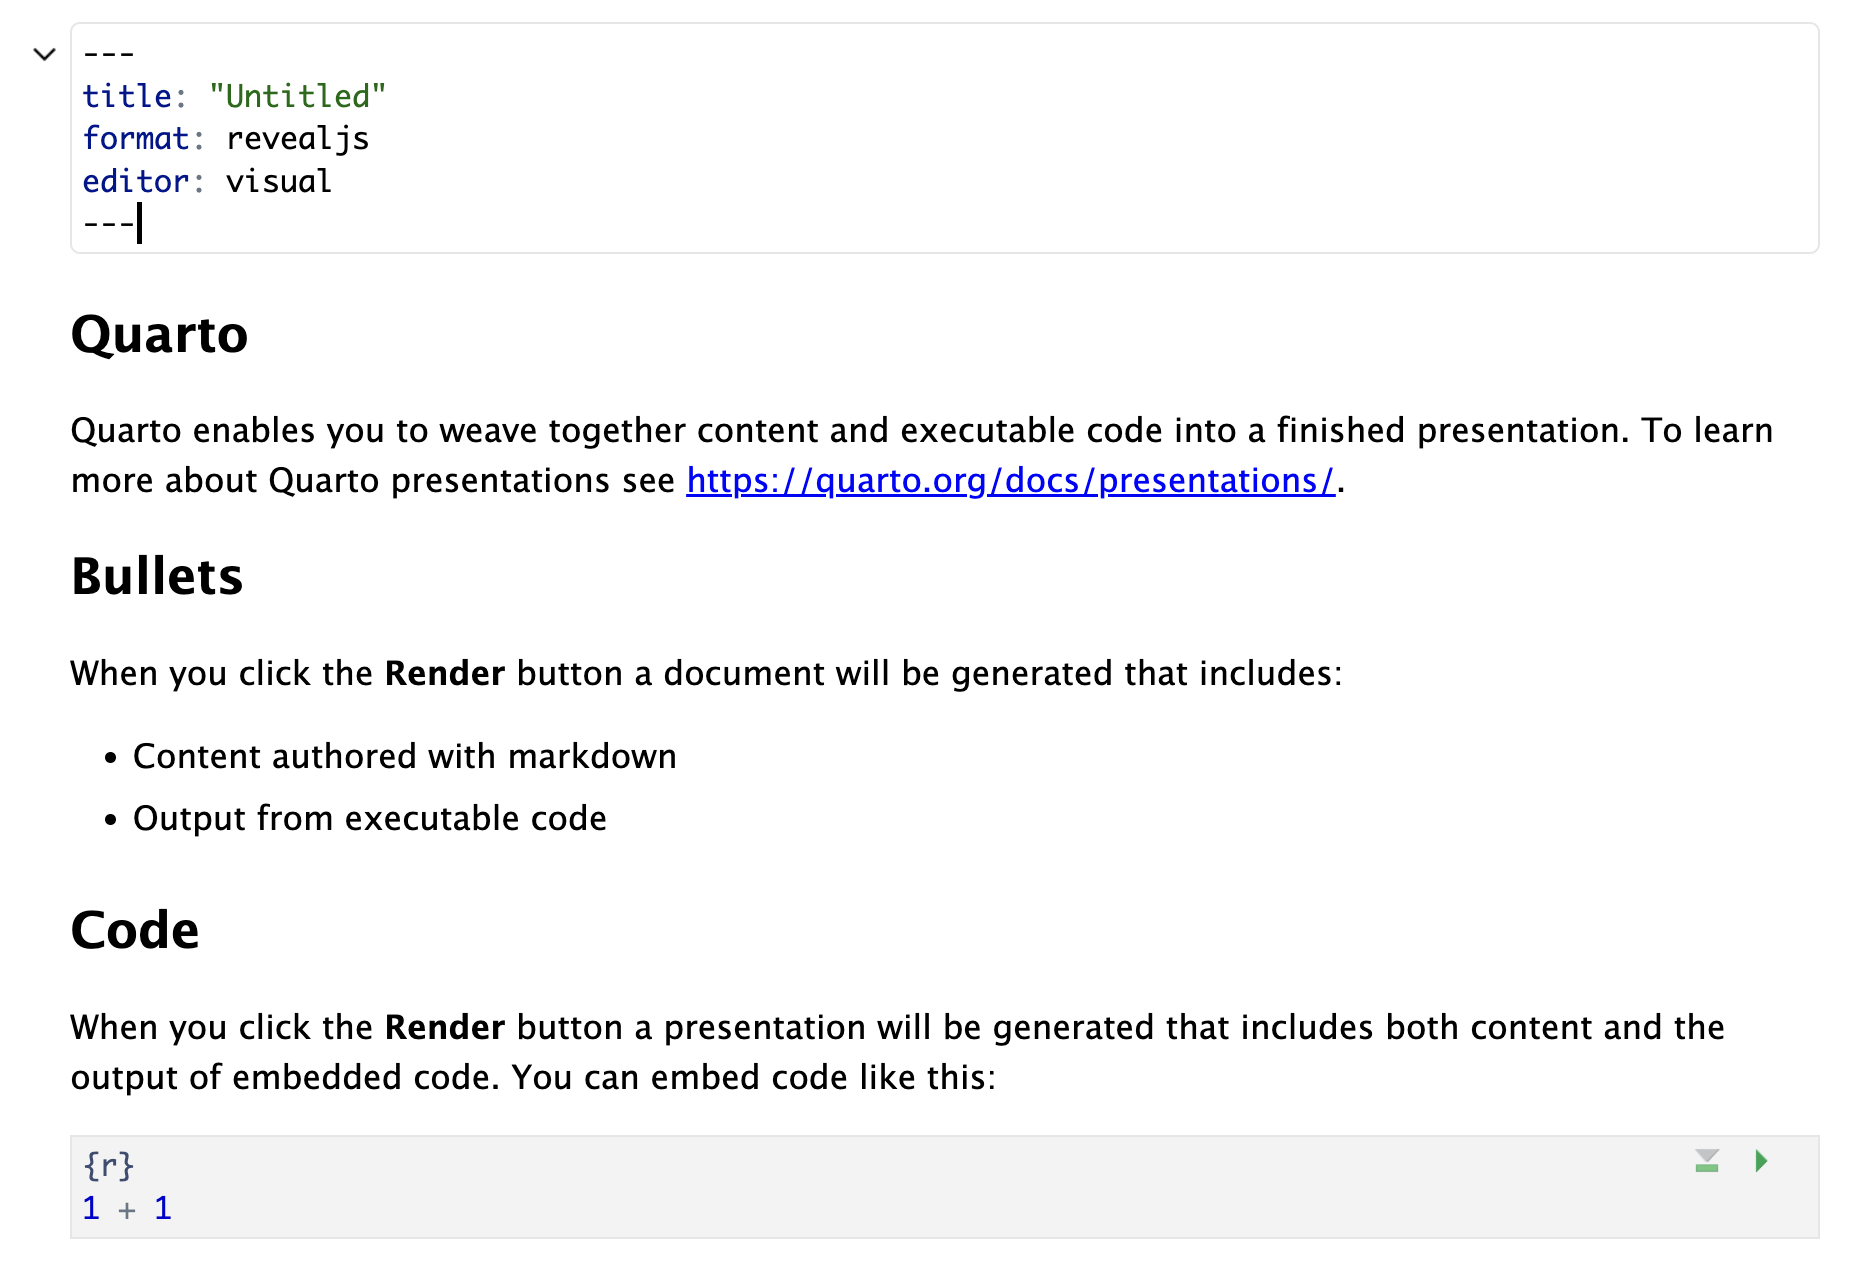 ---
title: "Untitled"
format: revealjs
editor: visual
---
Quarto
Quarto enables you to weave together content and executable code into a finished presentation. To learn
more about Quarto presentations see https://quarto.org/docs/presentations/.
Bullets
When you click the Render button a document will be generated that includes:
• Content authored with markdown
• Output from executable code
Code
When you click the Render button a presentation will be generated that includes both content and the
output of embedded code. You can embed code like this:
{r}
1 + 1